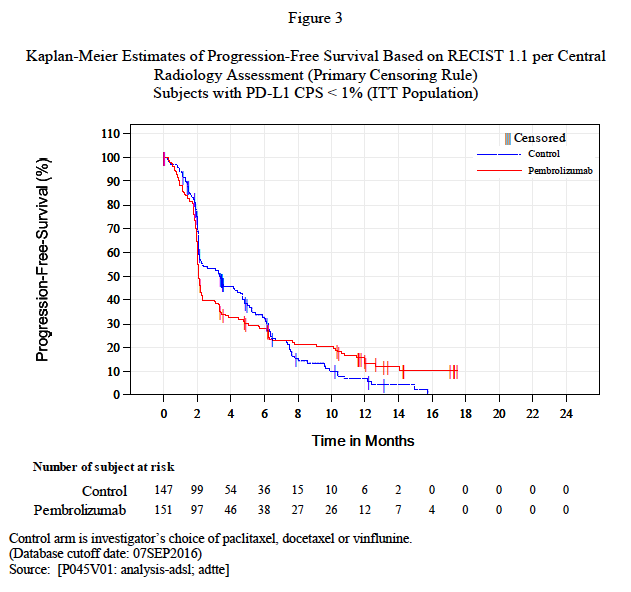 Figure 3
Kaplan-Meier Estimates of Progression-Free Survival Based on RECIST 1.1 per Central
Radiology Assessment (Primary Censoring Rule)
Subjects with PD-L1 CPS < 1% (ITT Population)
Censored
Control
Pembrolizumab
Progression-Free-Survival (%)
110
100
90
80
70
60
50
40
30
20
10
0
0 2 4 6 8 10 12 14 16 18 20 22 24
Time in Months
Number of subject at risk
Control 147 99 54 36 15 10 6 2 0 0 0 0 0
Pembrolizumab 151 97 46 38 27 26 12 7 4 0 0 0 0
Control arm is investigator's choice of paclitaxel, docetaxel or vinflunine.
(Database cutoff date: 07SEP2016)
Source: [P045V01: analysis-adsl; adtte]